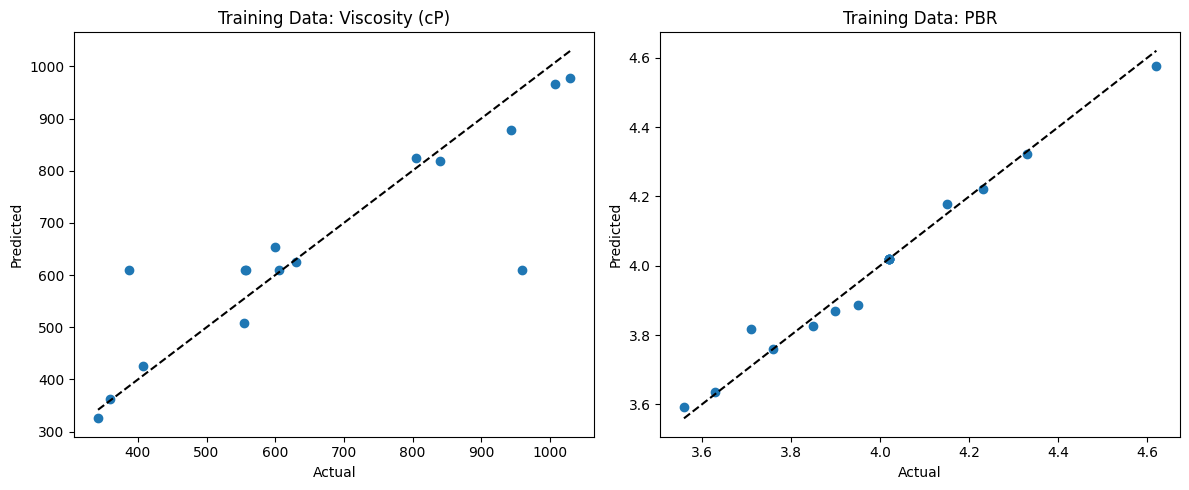 Training Data: Viscosity (cP)
1000
900
800
700
600
500
400
300
Predicted
400 500 600 700 800 900 1000
Actual
Training Data: PBR
4.6
4.4
4.2
4.0
3.8
3.6
Predicted
3.6 3.8 4.0 4.2 4.4 4.6
Actual